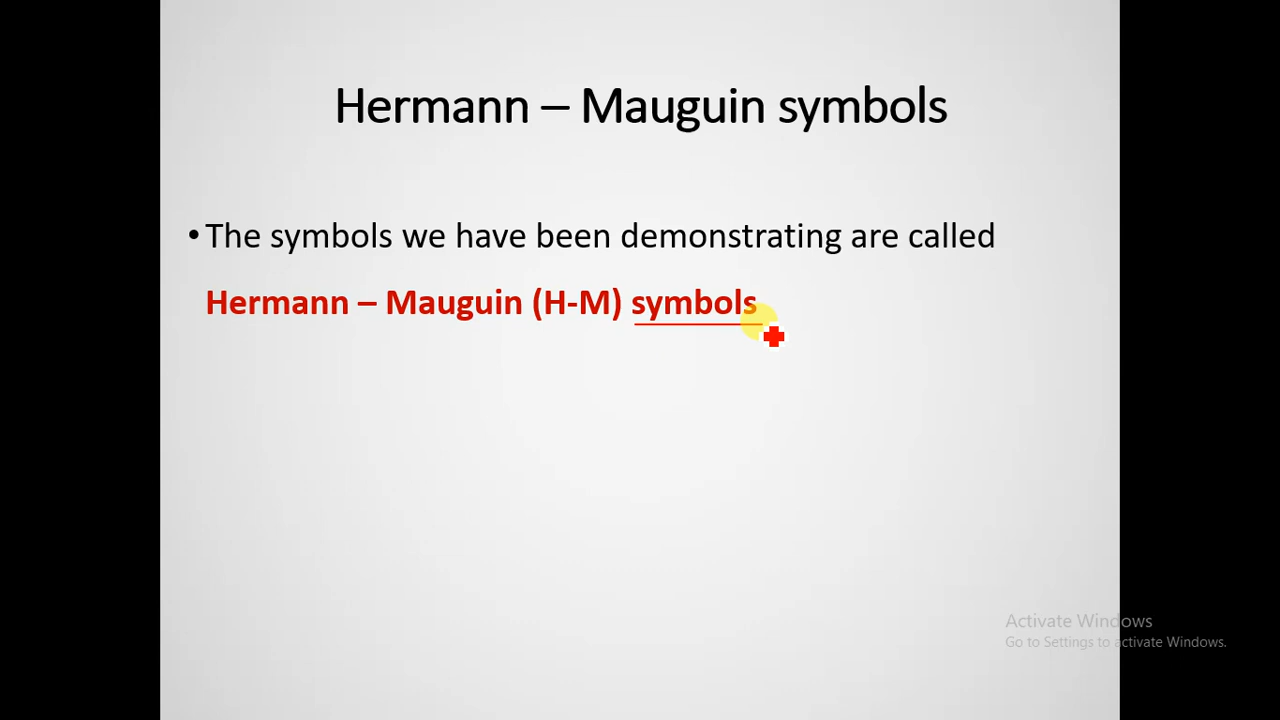 Hermann – Mauguin symbols
• The symbols we have been demonstrating are called
Hermann – Mauguin (H-M) symbols
Activate Windows
Go to Settings to activate Windows.